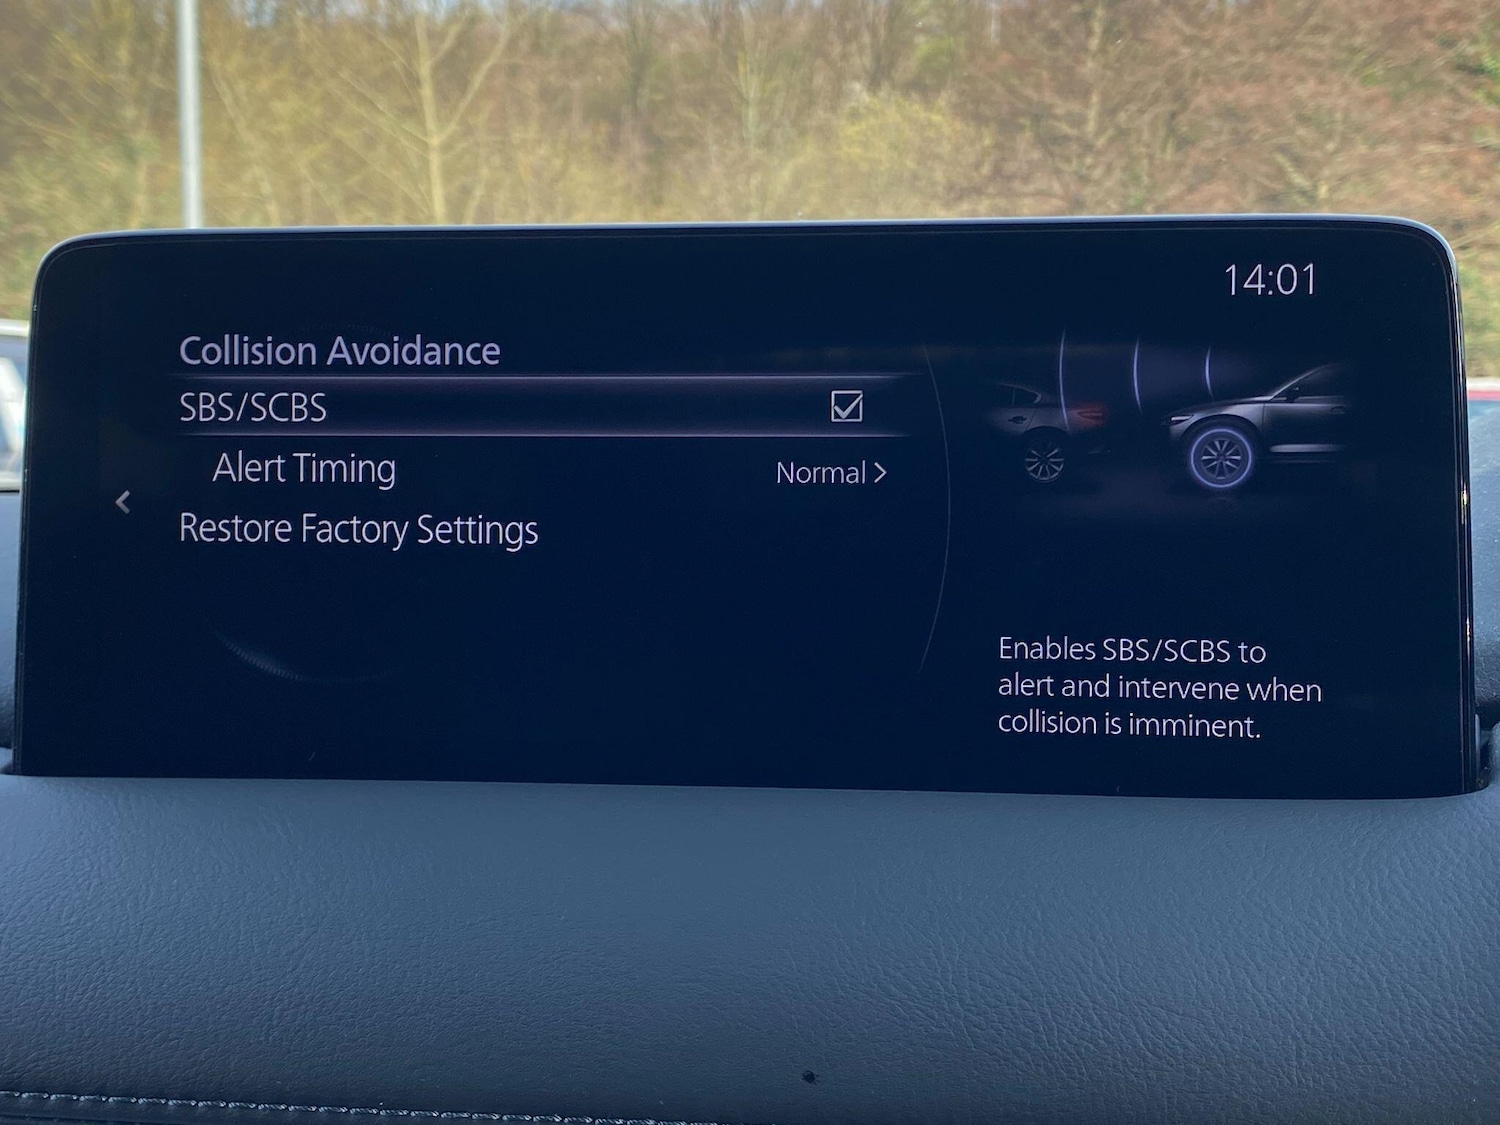 14:01
Collision Avoidance
SBS/SCBS
Alert Timing Normal >
Restore Factory Settings
Enables SBS/SCBS to
alert and intervene when
collision is imminent.